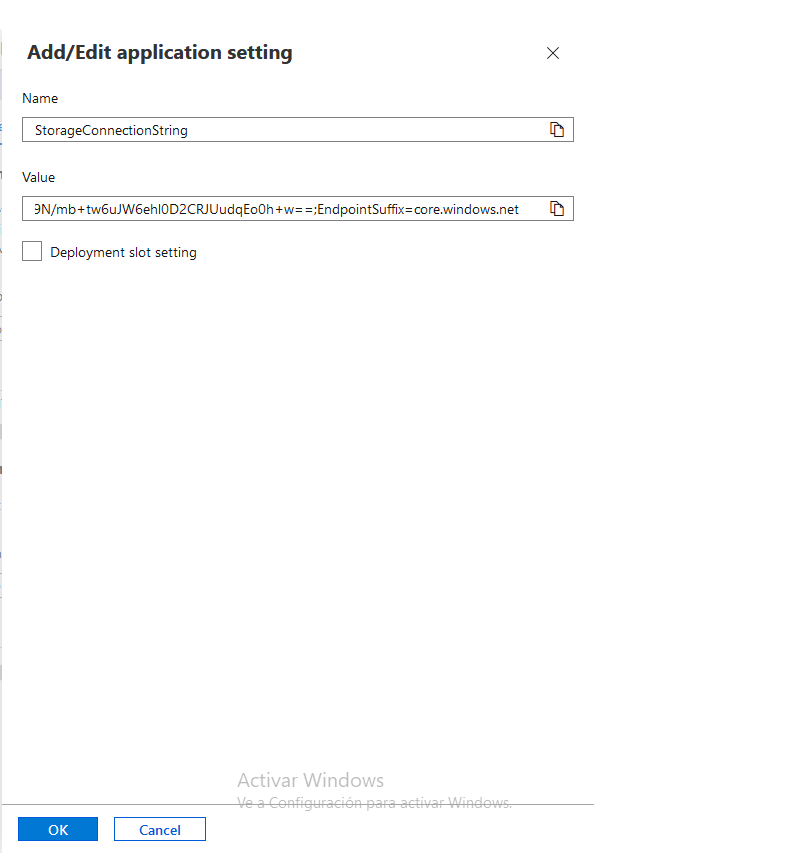 Add/Edit application setting
Name
StorageConnectionString
Value
9N/mb+tw6uJW6ehl0D2CRJUudqEo0h+w==;EndpointSuffix=core.windows.net
Deployment slot setting
Activar Windows
Ve a Configuración para activar Windows.
OK
Cancel